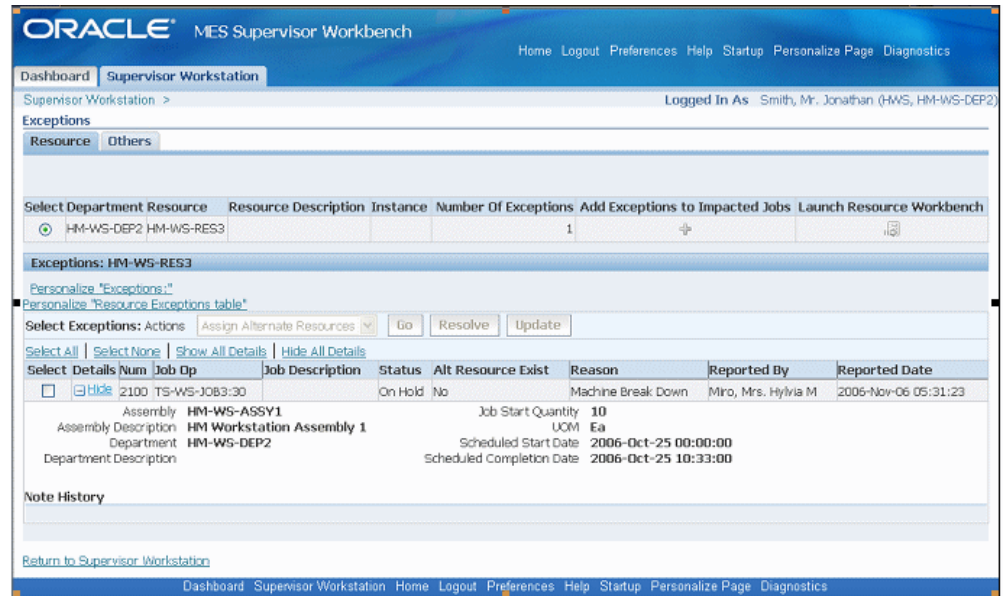 ORACLE® MES Supervisor Workbench
Home Logout Preferences Help Startup Personalize Page Diagnostics
Dashboard Supervisor Workstation
Supervisor Workstation >
Logged In As Smith, Mr. Jonathan (HWS, HM-WS-DEP2)
Exceptions
Resource Others
Select Department Resource Resource Description Instance Number Of Exceptions Add Exceptions to Impacted Jobs Launch Resource Workbench
HM-WS-DEP2 HM-WS-RES3 1
Exceptions: HM-WS-RES3
Personalize "Exceptions:"
Personalize "Resource Exceptions table"
Select Exceptions: Actions Assign Alternate Resources Go Resolve Update
Select All | Select None | Show All Details | Hide All Details
Select Details Num Job Op Job Description Status Alt Resource Exist Reason Reported By Reported Date
Hide 2100 TS-WS-JOB3:30 On Hold No Machine Break Down Miro, Mrs. Hylvia M 2006-Nov-06 05:31:23
Assembly HM-WS-ASSY1 Job Start Quantity 10
Assembly Description HM Workstation Assembly 1 UOM Ea
Department HM-WS-DEP2 Scheduled Start Date 2006-Oct-25 00:00:00
Department Description Scheduled Completion Date 2006-Oct-25 10:33:00
Note History
Return to Supervisor Workstation
Dashboard Supervisor Workstation Home Logout Preferences Help Startup Personalize Page Diagnostics